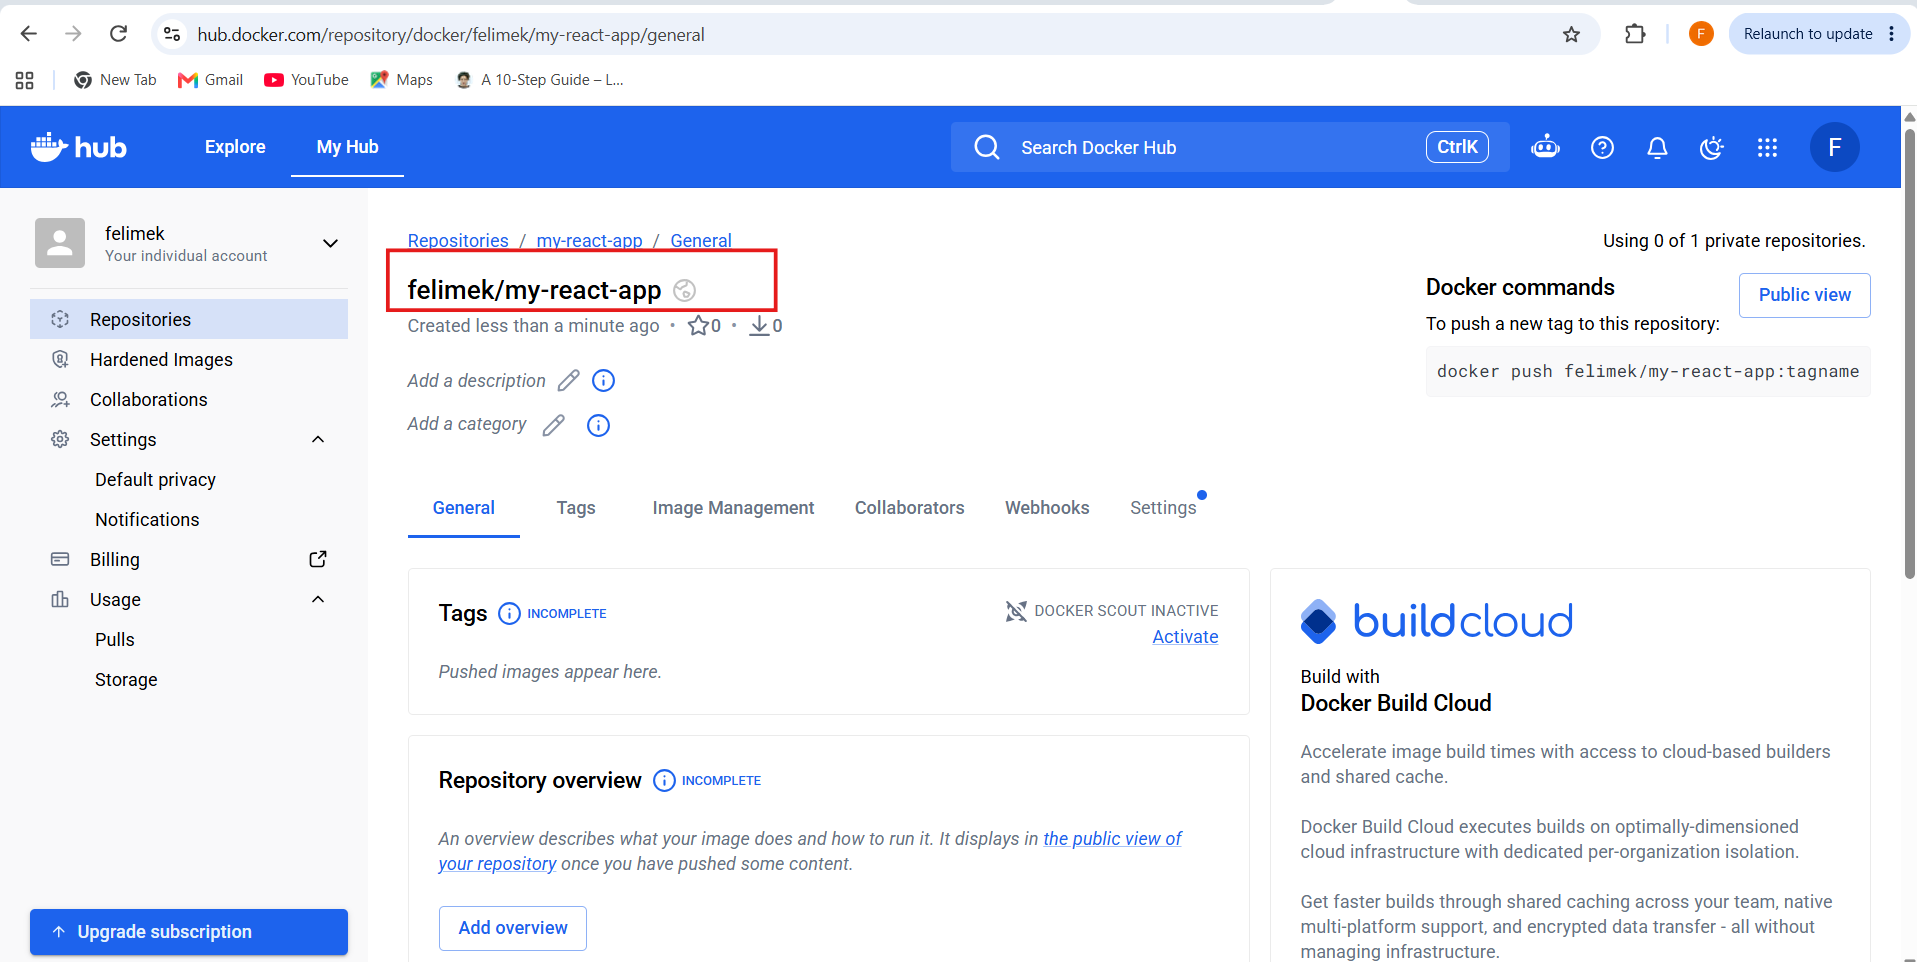 hub.docker.com/repository/docker/felimek/my-react-app/general
F
Relaunch to update
New Tab
Gmail
YouTube
Maps
A 10-Step Guide – L...
hub
Explore
My Hub
Search Docker Hub
CtrlK
F
felimek
Your individual account
Repositories
Hardened Images
Collaborations
Settings
Default privacy
Notifications
Billing
Usage
Pulls
Storage
Upgrade subscription
Repositories / my-react-app / General
Using 0 of 1 private repositories.
felimek/my-react-app
Created less than a minute ago • 0 • 0
Add a description
Add a category
Docker commands
Public view
To push a new tag to this repository:
docker push felimek/my-react-app:tagname
General
Tags
Image Management
Collaborators
Webhooks
Settings
Tags
INCOMPLETE
DOCKER SCOUT INACTIVE
Activate
Pushed images appear here.
Repository overview
INCOMPLETE
An overview describes what your image does and how to run it. It displays in the public view of
your repository once you have pushed some content.
Add overview
buildcloud
Build with
Docker Build Cloud
Accelerate image build times with access to cloud-based builders
and shared cache.
Docker Build Cloud executes builds on optimally-dimensioned
cloud infrastructure with dedicated per-organization isolation.
Get faster builds through shared caching across your team, native
multi-platform support, and encrypted data transfer - all without
managing infrastructure.